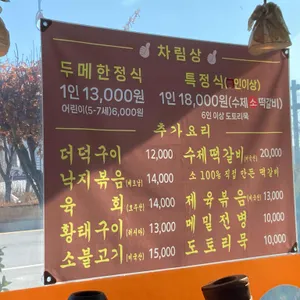 차림상
두메한정식
1인 13,000원
어린이(5-7세)6,000원
특정식(인이상)
1인 18,000원(수제 소 떡갈비)
6인 이상 도토리묵
추가요리
더덕구이 12,000
낙지볶음 14,000
육 회 14,000
황태구이 13,000
소불고기 15,000
수제떡갈비 20,000
소 100% 직접 만든 떡갈비
제육볶음 13,000
메밀전병 10,000
도토리묵 10,000